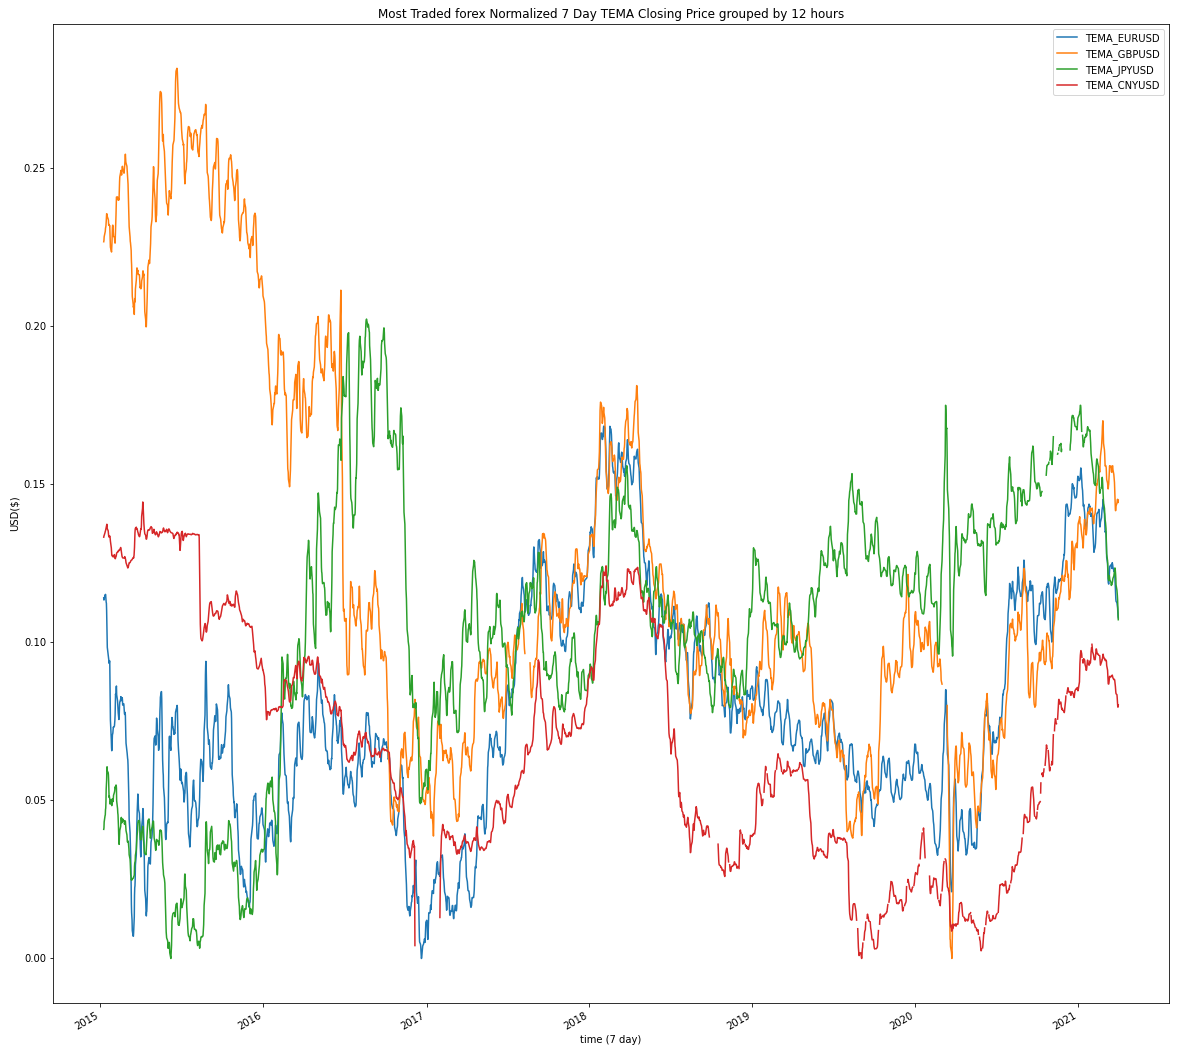 Most Traded forex Normalized 7 Day TEMA Closing Price grouped by 12 hours
TEMA_EURUSD
TEMA_GBPUSD
TEMA_JPYUSD
TEMA_CNYUSD
USD($)
0.25
0.20
0.15
0.10
0.05
0.00
2015
2016
2017
2018
2019
2020
2021
time (7 day)